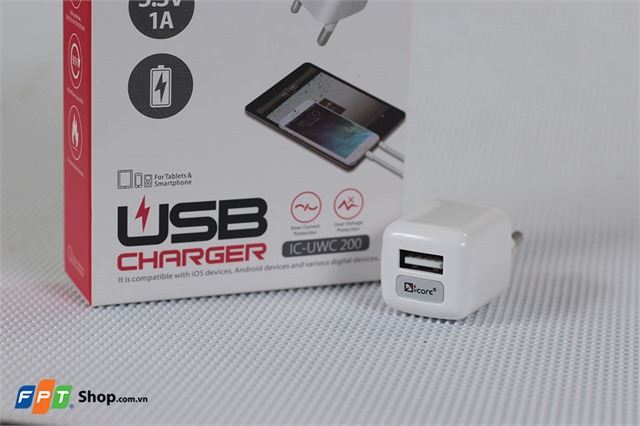 5.5V
1A
For Tablets &
Smartphone
USB
CHARGER
Over-Current
Protection
Over-Voltage
Protection
IC-UWC 200
It is compatible with iOS devices, Android devices and various digital devices.
icore®
FPT® Shop.com.vn